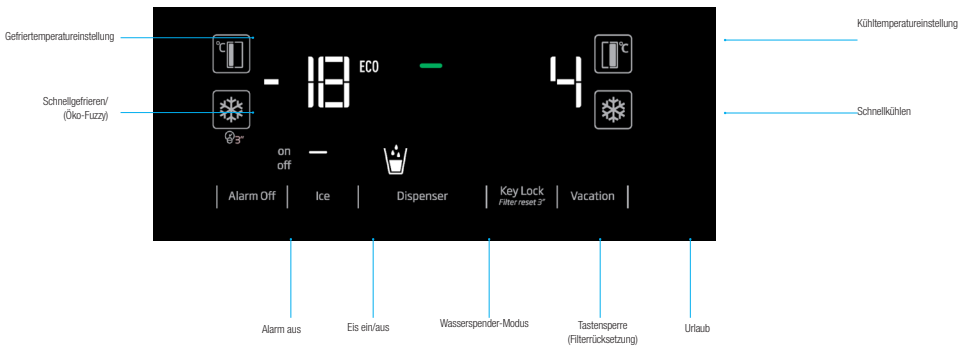 Gefriertemperatureinstellung
Kühltemperatureinstellung
°C
°C
- 18
ECO
4
Schnellgefrieren/
(Öko-Fuzzy)
Schnellkühlen
3"
on
off
Alarm Off
Ice
Dispenser
Key Lock
Filter reset 3"
Vacation
Alarm aus
Eis ein/aus
Wasserspender-Modus
Tastensperre
(Filterrücksetzung)
Urlaub